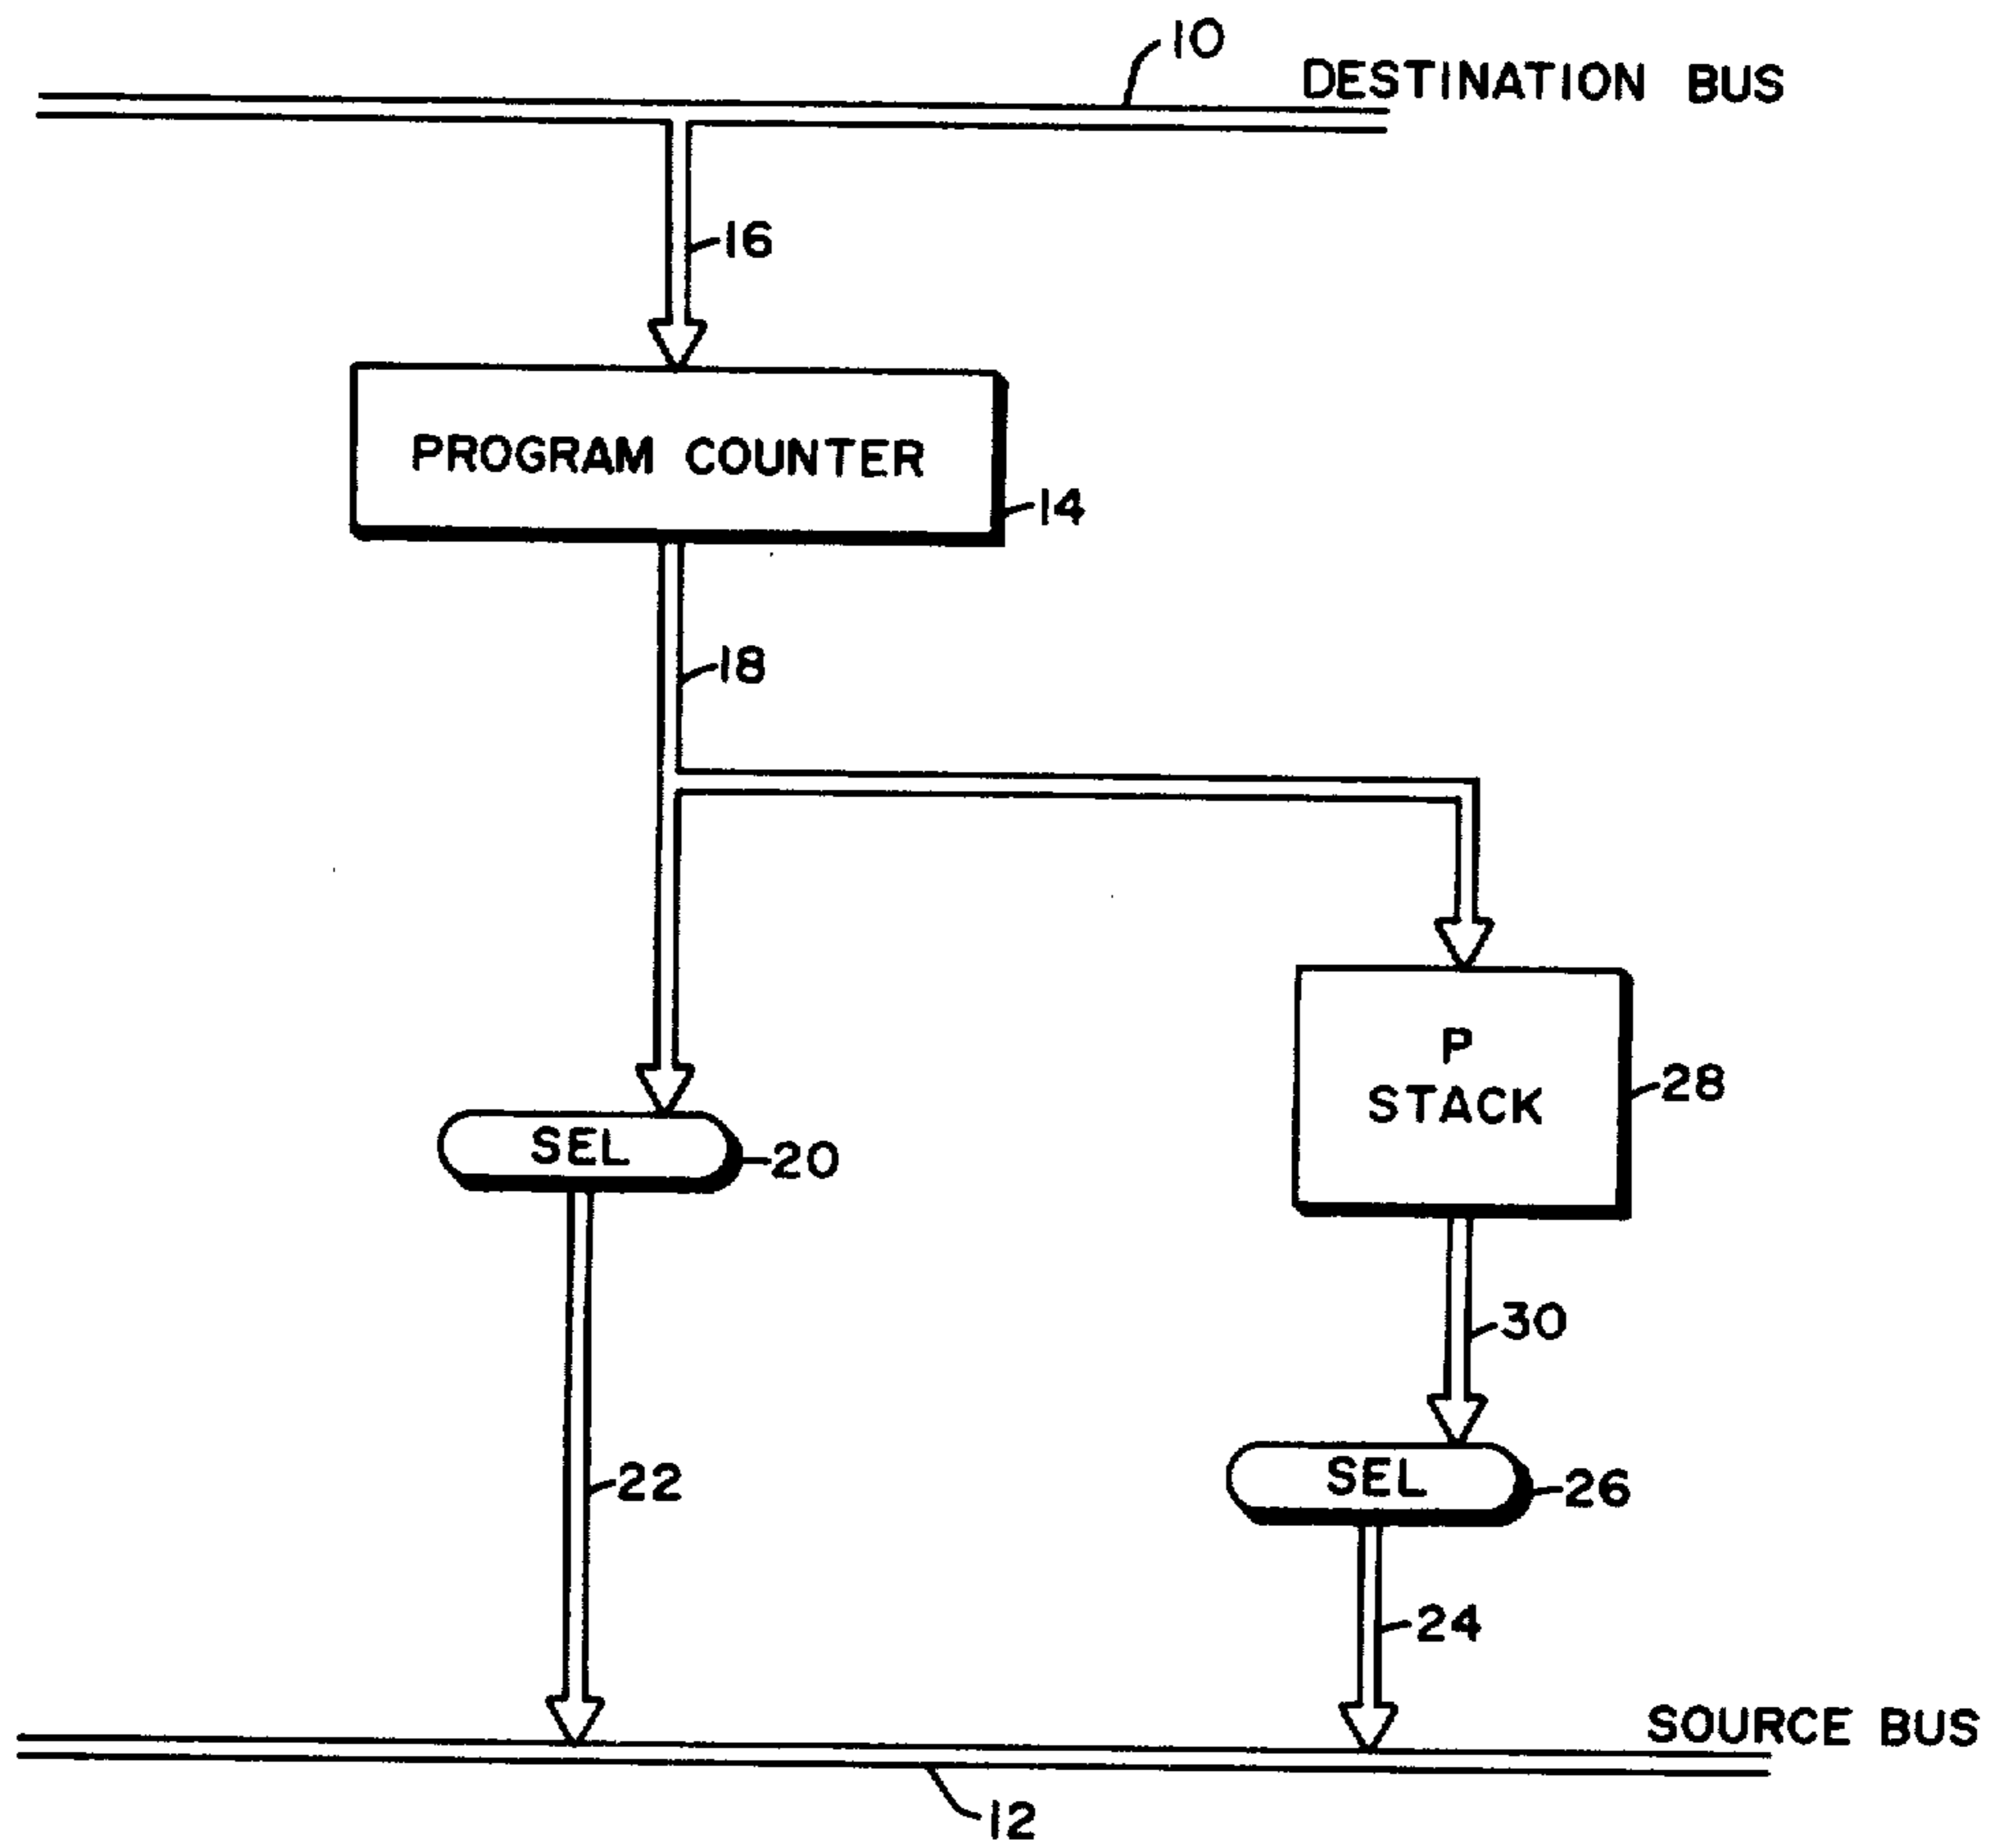 10
DESTINATION BUS
16
PROGRAM COUNTER
14
18
P
STACK
28
SEL
20
30
SEL
26
22
24
SOURCE BUS
12